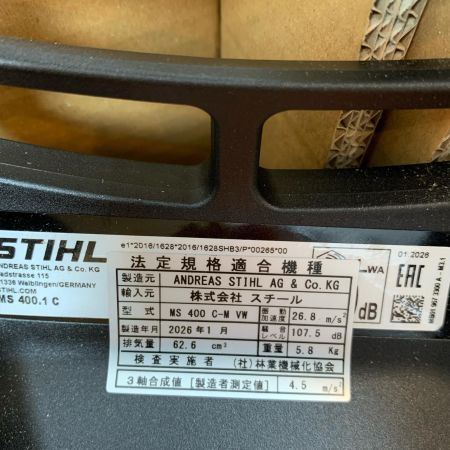 STIHL
ANDREAS STIHL AG & Co. KG
71336 Waiblingen/Germany
STIHL.COM
MS 400.1 C
e1*2016/1628*2016/1628SHB3/P*00265*00
01.2026
EAC
dB
法定規格適合機種
製造元 ANDREAS STIHL AG & Co. KG
輸入元 株式会社 スチール
型式 MS 400 C-M VW 振動加速度 26.8 m/s²
製造年月 2026年1月 騒音レベル 107.5 dB
排気量 62.6 cm³ 重量 5.8 Kg
検査実施者 (社)林業機械化協会
3軸合成値 [製造者測定値] 4.5 m/s²